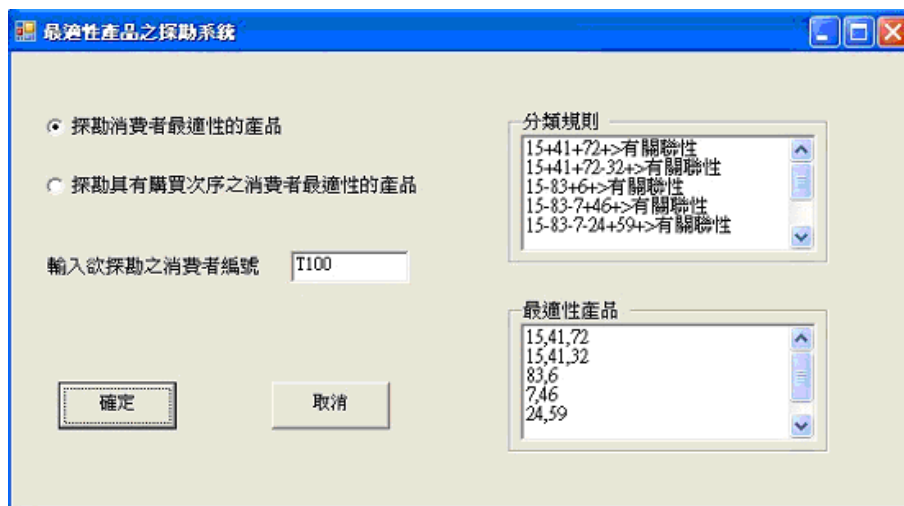 最適性產品之探勘系統
探勘消費者最適性的產品
探勘具有購買次序之消費者最適性的產品
輸入欲探勘之消費者編號 T100
確定 取消
分類規則
15+41+72+>有關聯性
15+41+72-32+>有關聯性
15-83+6+>有關聯性
15-83-7+46+>有關聯性
15-83-7-24+59+>有關聯性
最適性產品
15,41,72
15,41,32
83,6
7,46
24,59